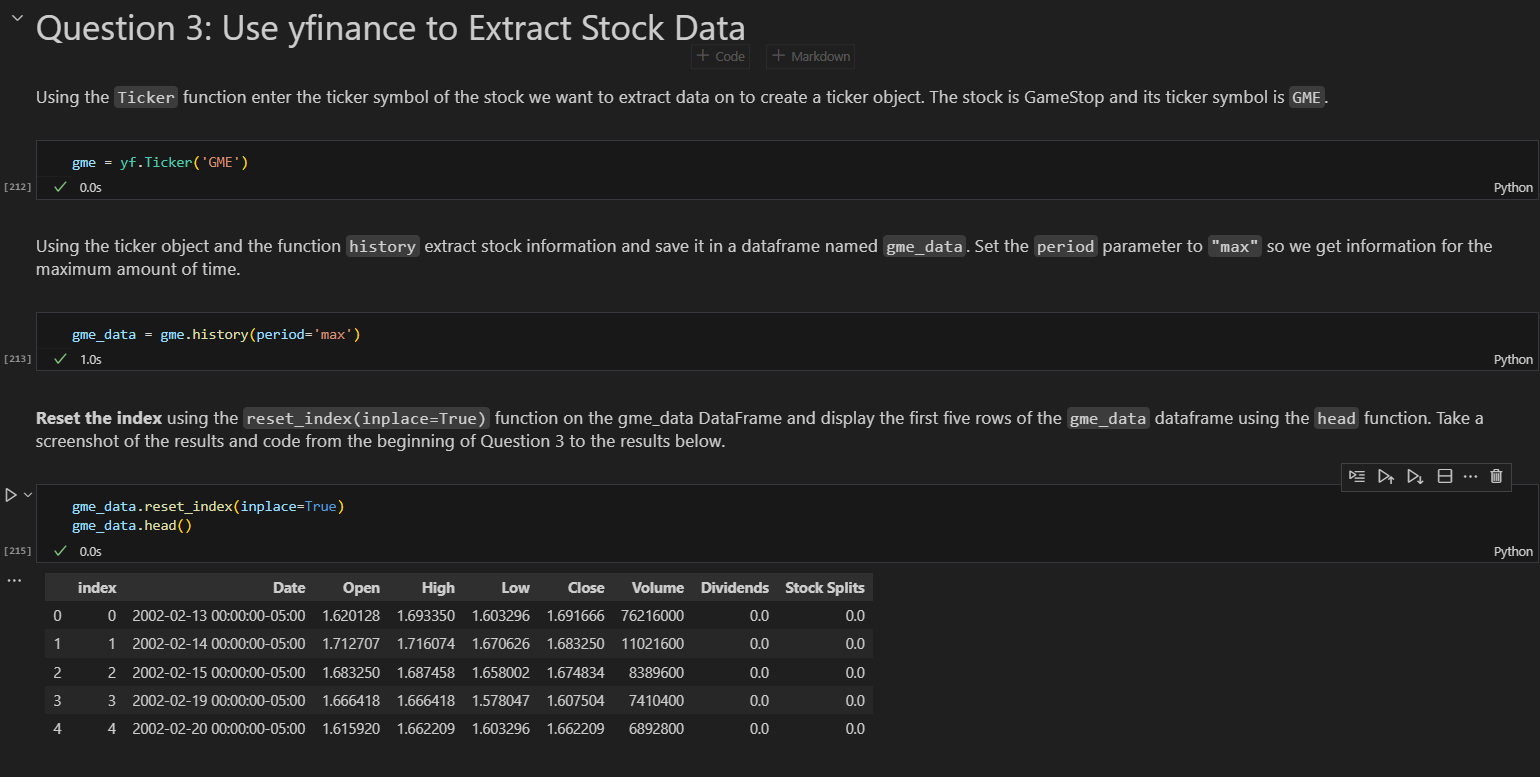 Question 3: Use yfinance to Extract Stock Data
+ Code + Markdown
Using the Ticker function enter the ticker symbol of the stock we want to extract data on to create a ticker object. The stock is GameStop and its ticker symbol is GME.
gme = yf.Ticker('GME')
[212] ✓ 0.0s Python
Using the ticker object and the function history extract stock information and save it in a dataframe named gme_data. Set the period parameter to "max" so we get information for the
maximum amount of time.
gme_data = gme.history(period='max')
[213] ✓ 1.0s Python
Reset the index using the reset_index(inplace=True) function on the gme_data DataFrame and display the first five rows of the gme_data dataframe using the head function. Take a
screenshot of the results and code from the beginning of Question 3 to the results below.
gme_data.reset_index(inplace=True)
gme_data.head()
[215] ✓ 0.0s Python
index Date Open High Low Close Volume Dividends Stock Splits
0 0 2002-02-13 00:00:00-05:00 1.620128 1.693350 1.603296 1.691666 76216000 0.0 0.0
1 1 2002-02-14 00:00:00-05:00 1.712707 1.716074 1.670626 1.683250 11021600 0.0 0.0
2 2 2002-02-15 00:00:00-05:00 1.683250 1.687458 1.658002 1.674834 8389600 0.0 0.0
3 3 2002-02-19 00:00:00-05:00 1.666418 1.666418 1.578047 1.607504 7410400 0.0 0.0
4 4 2002-02-20 00:00:00-05:00 1.615920 1.662209 1.603296 1.662209 6892800 0.0 0.0